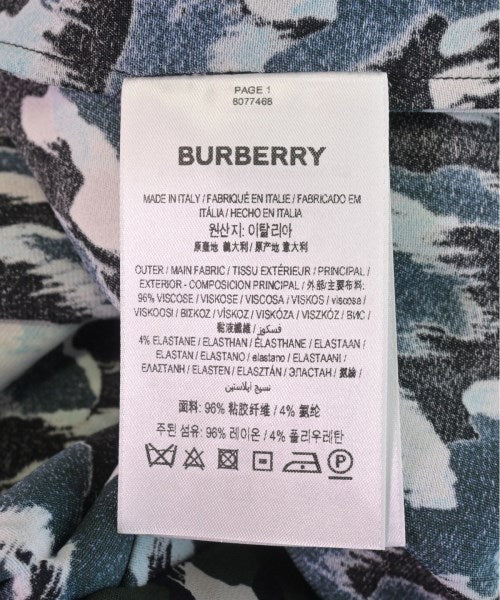 PAGE 1
8077468
BURBERRY
MADE IN ITALY / FABRIQUÉ EN ITALIE / FABRICADO EM
ITÁLIA / HECHO EN ITALIA
원산지: 이탈리아
原產地 義大利 / 原产地 意大利
OUTER / MAIN FABRIC / TISSU EXTÉRIEUR / PRINCIPAL /
EXTERIOR - COMPOSICION PRINCIPAL / 外部/主要布料:
96% VISCOSE / VISKOSE / VISCOSA / VISKOS / viscosa /
VISKOOSI / ΒΙΣΚΟΖ / VÍSKOZ / VISKÓZA / VISZKÓZ / ВИС /
黏液纖維 / فسكوز
4% ELASTANE / ELASTHAN / ÉLASTHANE / ELASTAAN /
ELASTAN / ELASTANO / elastano / ELASTAANI /
ΕΛΑΣΤΑΝΗ / ELASTEN / ELASZTÁN / ЭЛАСТАН / 氨綸 /
نسيج ايلاستين
面料: 96% 粘胶纤维 / 4% 氨纶
주된 섬유: 96% 레이온 / 4% 폴리우레탄
P